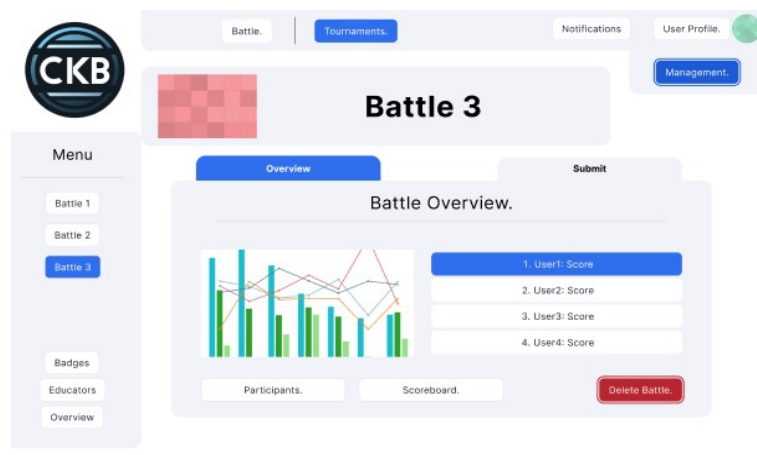 CKB
Battle.
Tournaments.
Notifications
User Profile.
Management.
Battle 3
Menu
Battle 1
Battle 2
Battle 3
Badges
Educators
Overview
Overview
Submit
Battle Overview.
1. User1: Score
2. User2: Score
3. User3: Score
4. User4: Score
Participants.
Scoreboard.
Delete Battle.